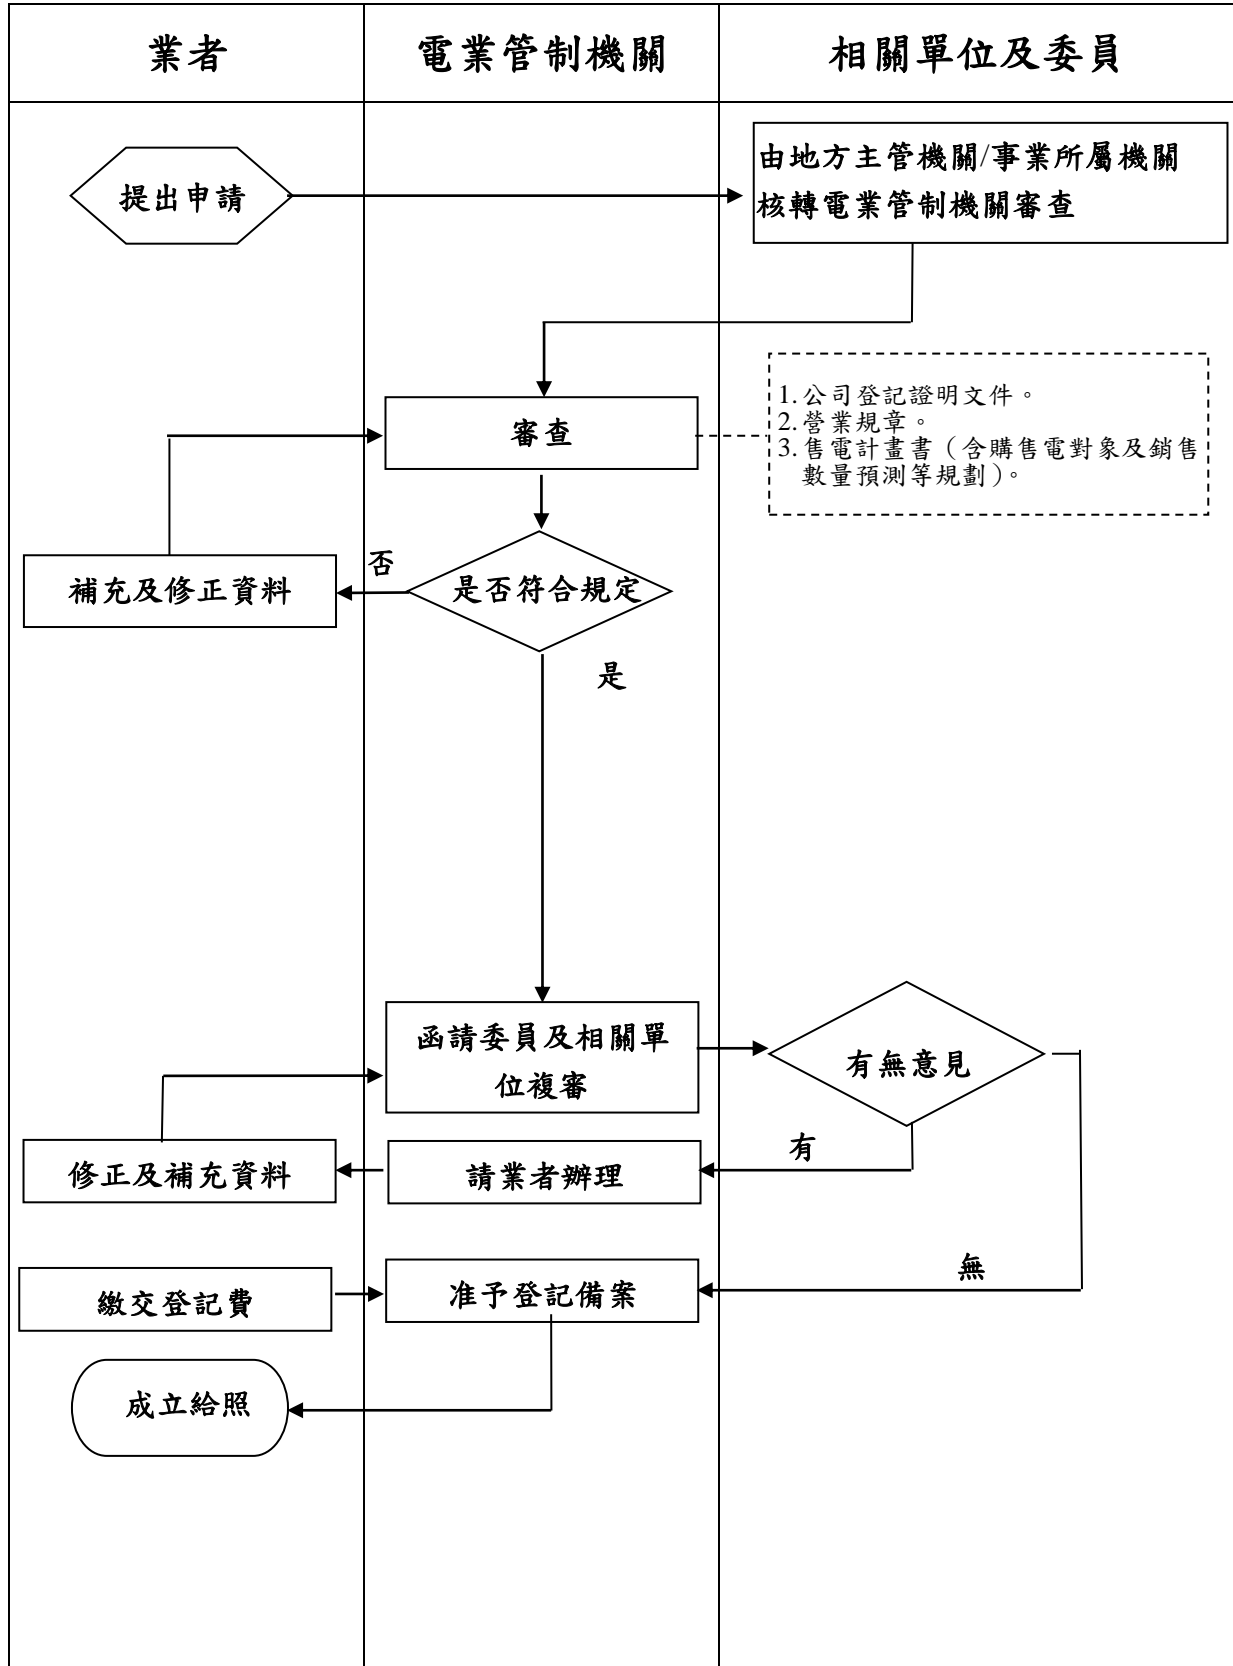 業者
電業管制機關
相關單位及委員
提出申請
由地方主管機關/事業所屬機關
核轉電業管制機關審查
審查
1.公司登記證明文件。
2.營業規章。
3.售電計畫書（含購售電對象及銷售
數量預測等規劃）。
補充及修正資料
否
是否符合規定
是
函請委員及相關單
位複審
有無意見
修正及補充資料
請業者辦理
有
無
繳交登記費
准予登記備案
成立給照